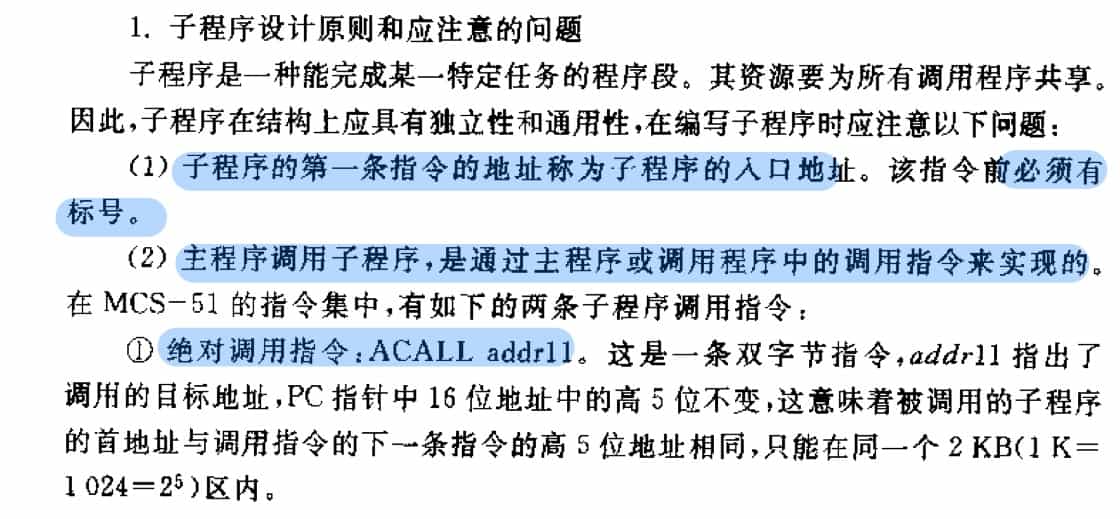 1. 子程序设计原则和应注意的问题
子程序是一种能完成某一特定任务的程序段。其资源要为所有调用程序共享。
因此,子程序在结构上应具有独立性和通用性,在编写子程序时应注意以下问题:
(1) 子程序的第一条指令的地址称为子程序的入口地址。该指令前必须有
标号。
(2) 主程序调用子程序,是通过主程序或调用程序中的调用指令来实现的。
在 MCS-51 的指令集中,有如下的两条子程序调用指令:
① 绝对调用指令:ACALL addr11。这是一条双字节指令,addr11 指出了
调用的目标地址,PC 指针中 16 位地址中的高 5 位不变,这意味着被调用的子程序
的首地址与调用指令的下一条指令的高 5 位地址相同,只能在同一个 2 KB(1 K=
1 024=2⁵)区内。